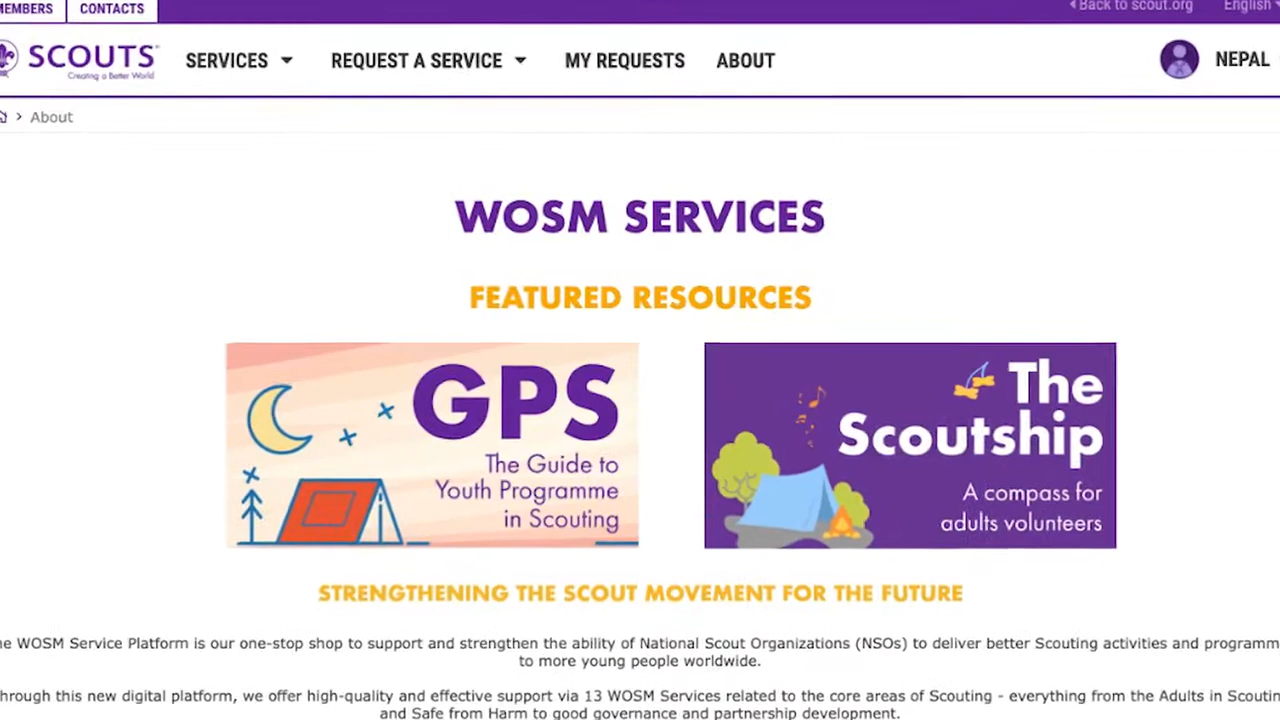 MEMBERS CONTACTS
Back to scout.org English
SCOUTS
Creating a Better World
SERVICES REQUEST A SERVICE MY REQUESTS ABOUT NEPAL
> About
WOSM SERVICES
FEATURED RESOURCES
GPS
The Guide to
Youth Programme
in Scouting
The
Scoutship
A compass for
adults volunteers
STRENGTHENING THE SCOUT MOVEMENT FOR THE FUTURE
he WOSM Service Platform is our one-stop shop to support and strengthen the ability of National Scout Organizations (NSOs) to deliver better Scouting activities and programm
to more young people worldwide.
hrough this new digital platform, we offer high-quality and effective support via 13 WOSM Services related to the core areas of Scouting - everything from the Adults in Scoutin
and Safe from Harm to good governance and partnership development.